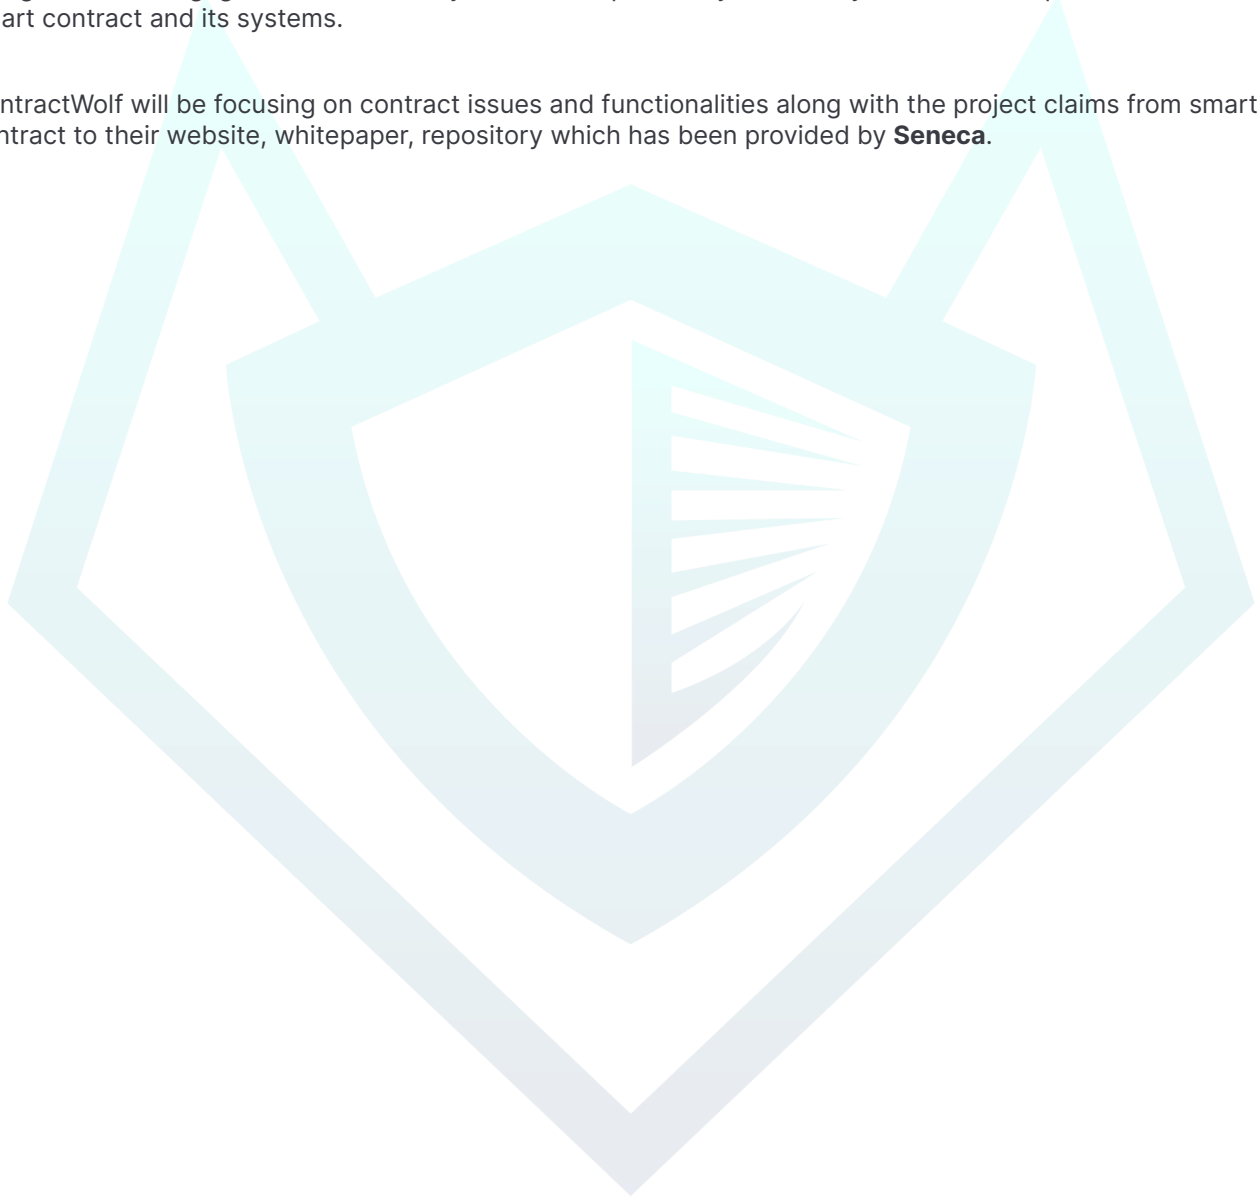 art contract and its systems.
ntractWolf will be focusing on contract issues and functionalities along with the project claims from smart
ntract to their website, whitepaper, repository which has been provided by Seneca.